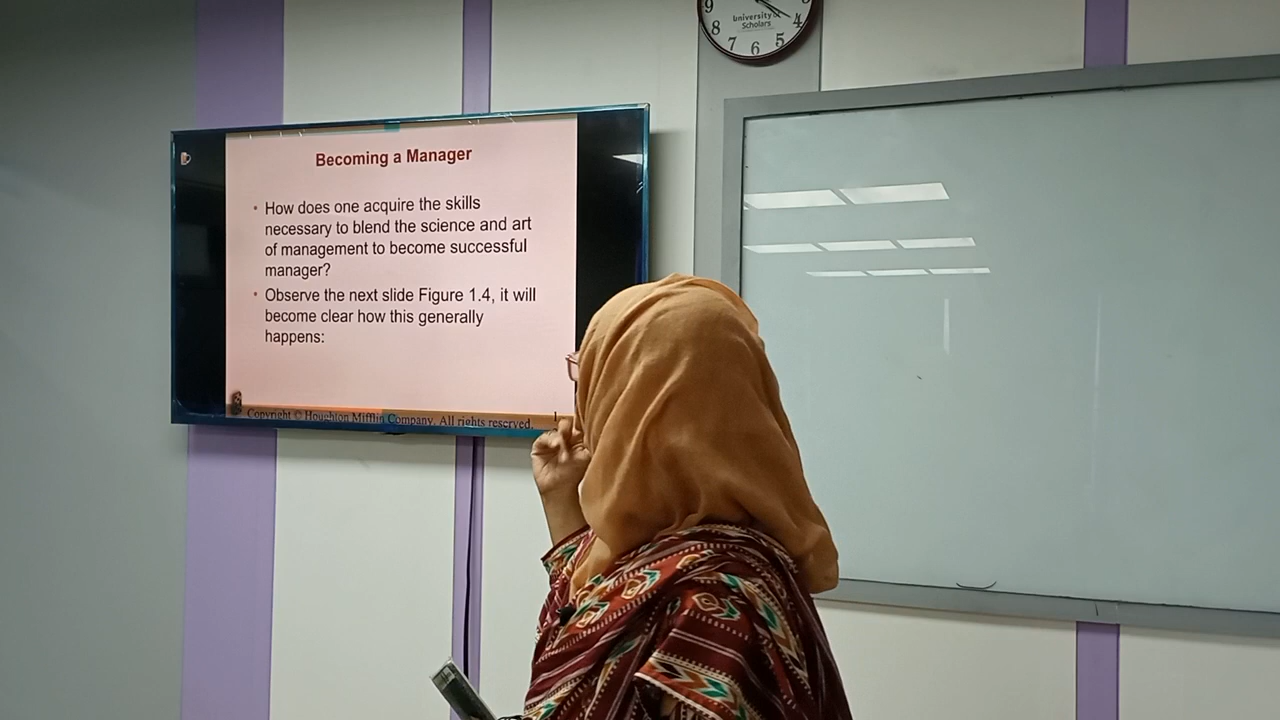 9
8
7
6
5
4
University
Scholars
Becoming a Manager
• How does one acquire the skills
necessary to blend the science and art
of management to become successful
manager?
• Observe the next slide Figure 1.4, it will
become clear how this generally
happens:
Copyright © Houghton Mifflin Company. All rights reserved.